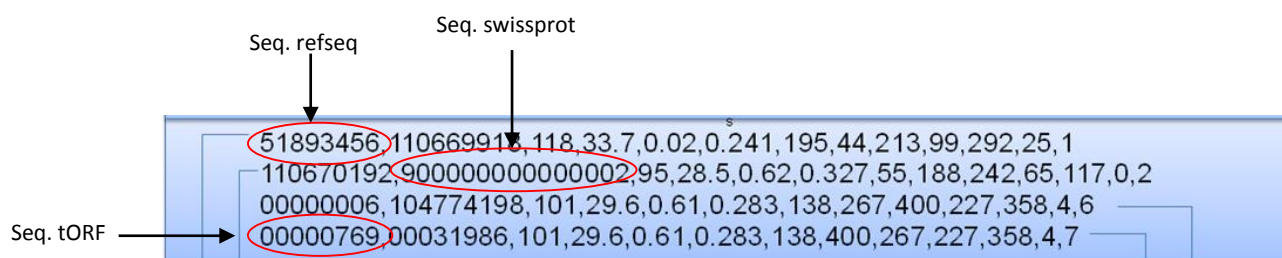 Seq. swissprot
Seq. refseq
s
51893456,110669918,118,33.7,0.02,0.241,195,44,213,99,292,25,1
110670192,900000000000002,95,28.5,0.62,0.327,55,188,242,65,117,0,2
00000006,104774198,101,29.6,0.61,0.283,138,267,400,227,358,4,6
Seq. tORF
00000769,00031986,101,29.6,0.61,0.283,138,400,267,227,358,4,7